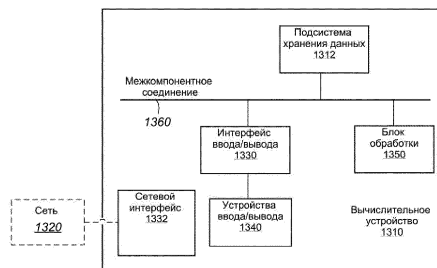 Подсистема
хранения данных
1312
Межкомпонентное
соединение
1360
Интерфейс
ввода/вывода
1330
Блок
обработки
1350
Сеть
1320
Сетевой
интерфейс
1332
Устройства
ввода/вывода
1340
Вычислительное
устройство
1310